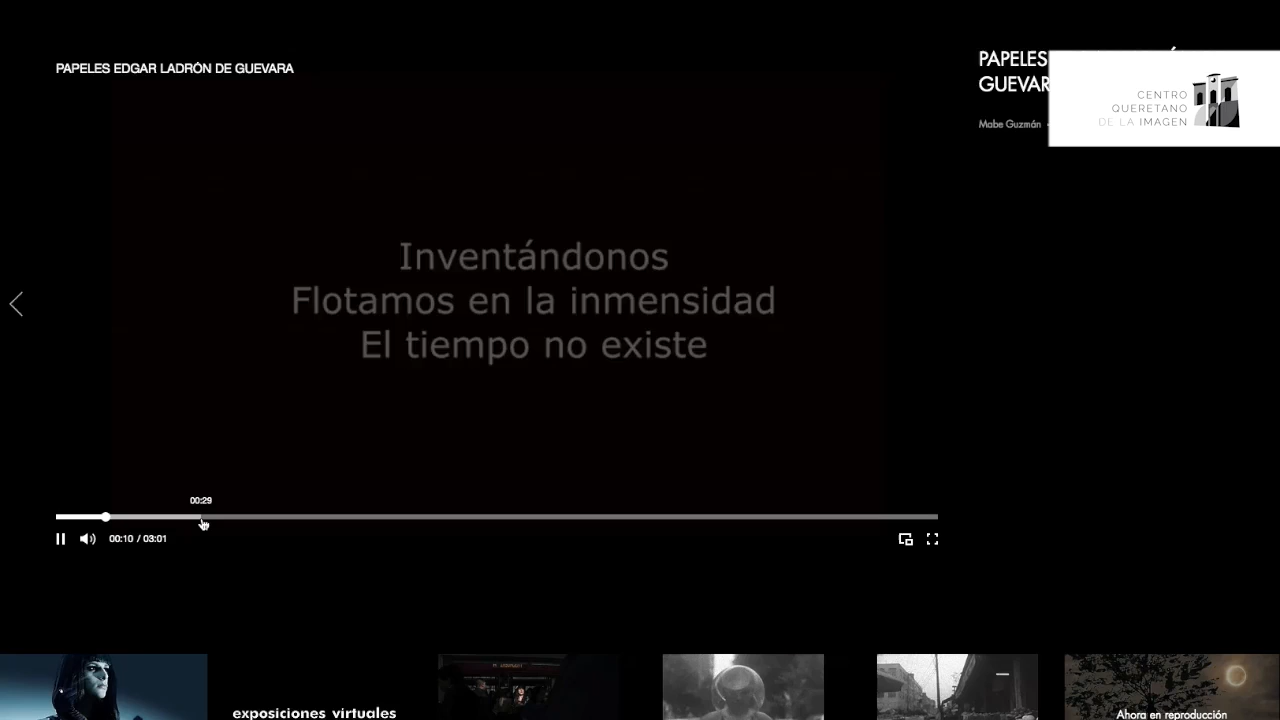 PAPELES EDGAR LADRÓN DE GUEVARA
PAPELES
GUEVAR
Mabe Guzmán
CENTRO
QUERETANO
DE LA IMAGEN
Inventándonos
Flotamos en la inmensidad
El tiempo no existe
00:29
00:10 / 03:01
exposiciones virtuales
Ahora en reproducción